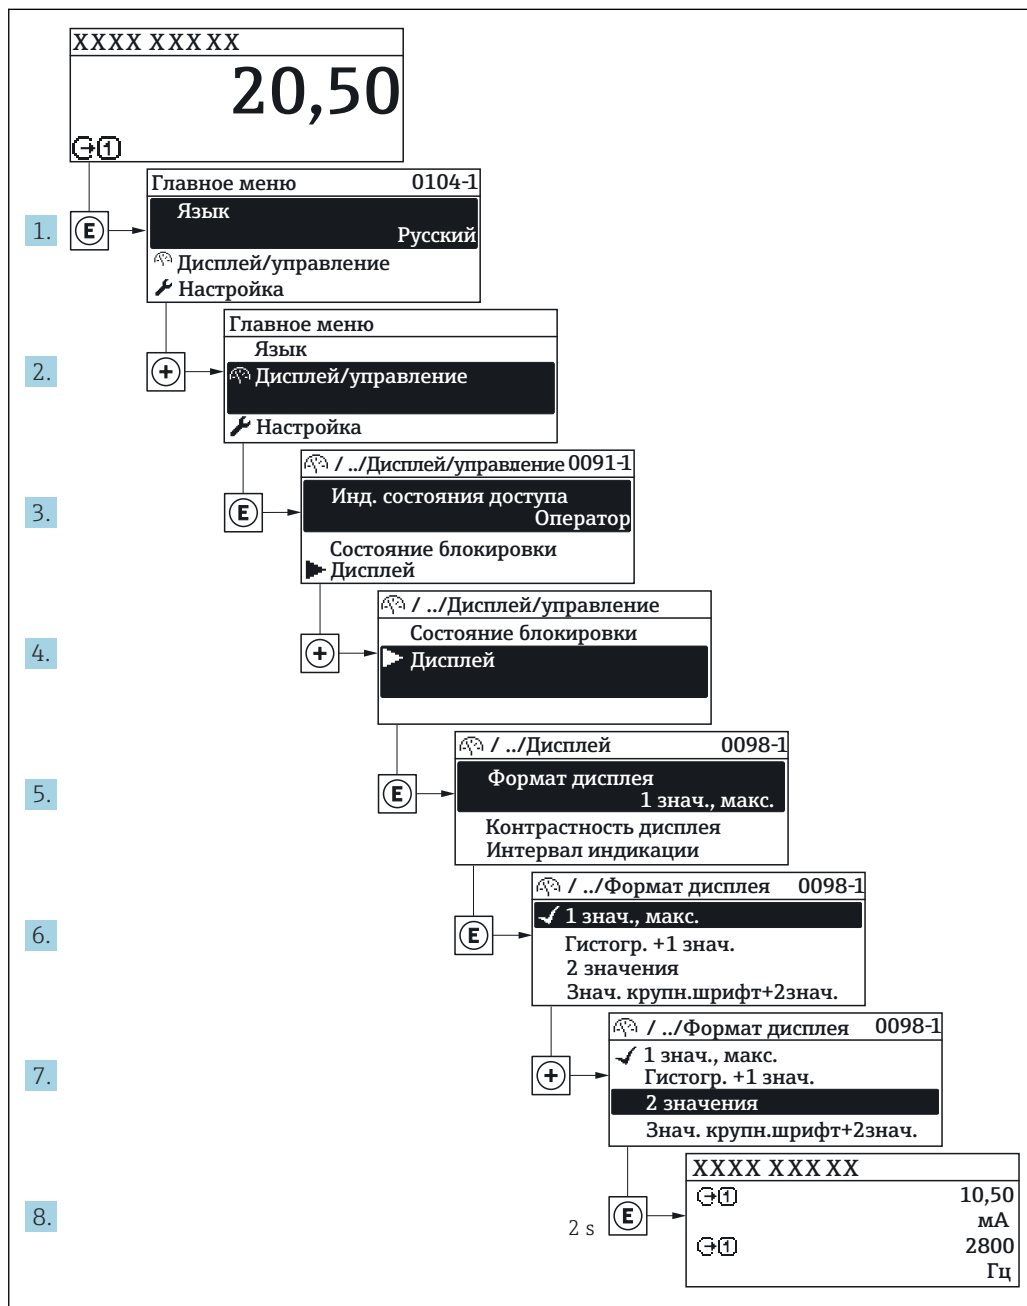 XXXX XXX XX
20,50
1
1.
E
Главное меню 0104-1
Язык
Русский
Дисплей/управление
Настройка
2.
+
Главное меню
Язык
Дисплей/управление
Настройка
3.
E
/ ../Дисплей/управление 0091-1
Инд. состояния доступа
Оператор
Состояние блокировки
Дисплей
4.
+
/ ../Дисплей/управление
Состояние блокировки
Дисплей
5.
E
/ ../Дисплей 0098-1
Формат дисплея
1 знач., макс.
Контрастность дисплея
Интервал индикации
6.
E
/ ../Формат дисплея 0098-1
1 знач., макс.
Гистогр. +1 знач.
2 значения
Знач. крупн.шрифт+2знач.
7.
+
/ ../Формат дисплея 0098-1
1 знач., макс.
Гистогр. +1 знач.
2 значения
Знач. крупн.шрифт+2знач.
8.
2 s
E
XXXX XXX XX
1 10,50
мА
1 2800
Гц